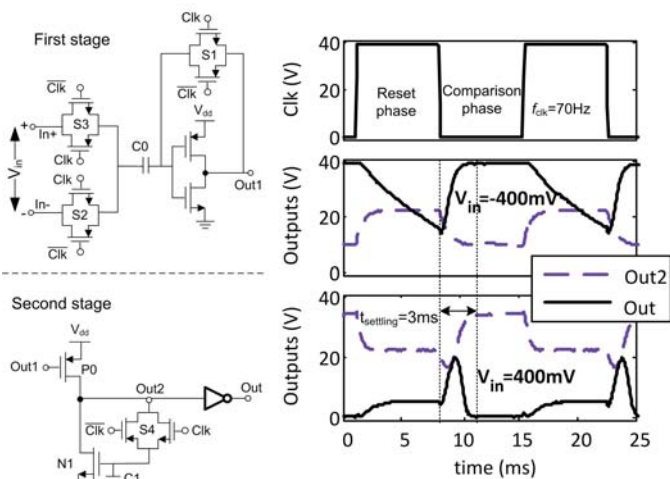 First stage
Clk
S1
Clk
Clk
+
In+
S3
Clk
Clk
Vin
C0
Vdd
Out1
- In-
S2
Clk
Second stage
Vdd
Out1
P0
Out2
Out
Clk
S4
Clk
N1
C1
Clk (V)
40
20
0
Reset phase
Comparison phase
fclk=70Hz
Outputs (V)
40
20
0
Vin=-400mV
Out2
Out
Outputs (V)
40
20
0
tsettling=3ms
Vin=400mV
0 5 10 15 20 25
time (ms)